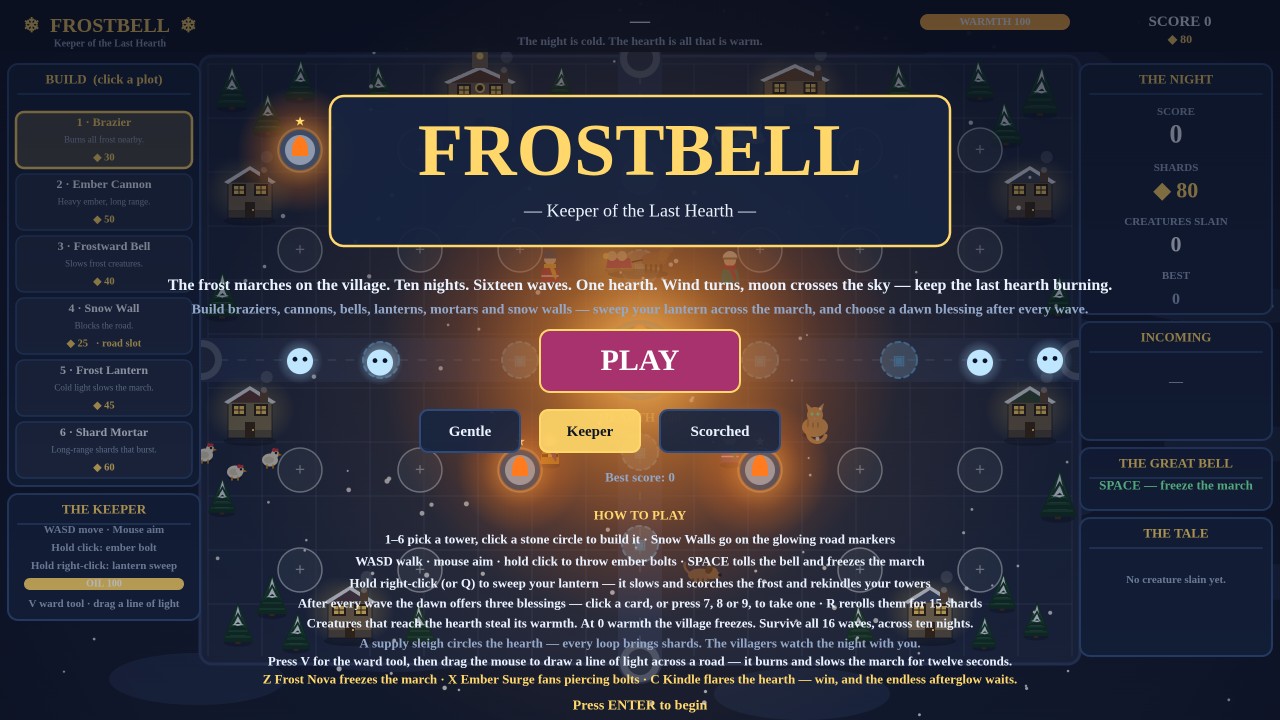 ❄ FROSTBELL ❄
Keeper of the Last Hearth
—
The night is cold. The hearth is all that is warm.
WARMTH 100
SCORE 0
◆ 80
BUILD (click a plot)
1 · Brazier
Burns all frost nearby.
◆ 30
2 · Ember Cannon
Heavy ember, long range.
◆ 50
3 · Frostward Bell
Slows frost creatures.
◆ 40
4 · Snow Wall
Blocks the road.
◆ 25 · road slot
5 · Frost Lantern
Cold light slows the march.
◆ 45
6 · Shard Mortar
Long-range shards that burst.
◆ 60
THE KEEPER
WASD move · Mouse aim
Hold click: ember bolt
Hold right-click: lantern sweep
OIL 100
V ward tool · drag a line of light
FROSTBELL
— Keeper of the Last Hearth —
The frost marches on the village. Ten nights. Sixteen waves. One hearth. Wind turns, moon crosses the sky — keep the last hearth burning.
Build braziers, cannons, bells, lanterns, mortars and snow walls — sweep your lantern across the march, and choose a dawn blessing after every wave.
PLAY
Gentle
Keeper
Scorched
Best score: 0
HOW TO PLAY
1–6 pick a tower, click a stone circle to build it · Snow Walls go on the glowing road markers
WASD walk · mouse aim · hold click to throw ember bolts · SPACE tolls the bell and freezes the march
Hold right-click (or Q) to sweep your lantern — it slows and scorches the frost and rekindles your towers
After every wave the dawn offers three blessings — click a card, or press 7, 8 or 9, to take one · R rerolls them for 15 shards
Creatures that reach the hearth steal its warmth. At 0 warmth the village freezes. Survive all 16 waves, across ten nights.
A supply sleigh circles the hearth — every loop brings shards. The villagers watch the night with you.
Press V for the ward tool, then drag the mouse to draw a line of light across a road — it burns and slows the march for twelve seconds.
Z Frost Nova freezes the march · X Ember Surge fans piercing bolts · C Kindle flares the hearth — win, and the endless afterglow waits.
Press ENTER to begin
THE NIGHT
SCORE
0
SHARDS
◆ 80
CREATURES SLAIN
0
BEST
0
INCOMING
—
THE GREAT BELL
SPACE — freeze the march
THE TALE
No creature slain yet.